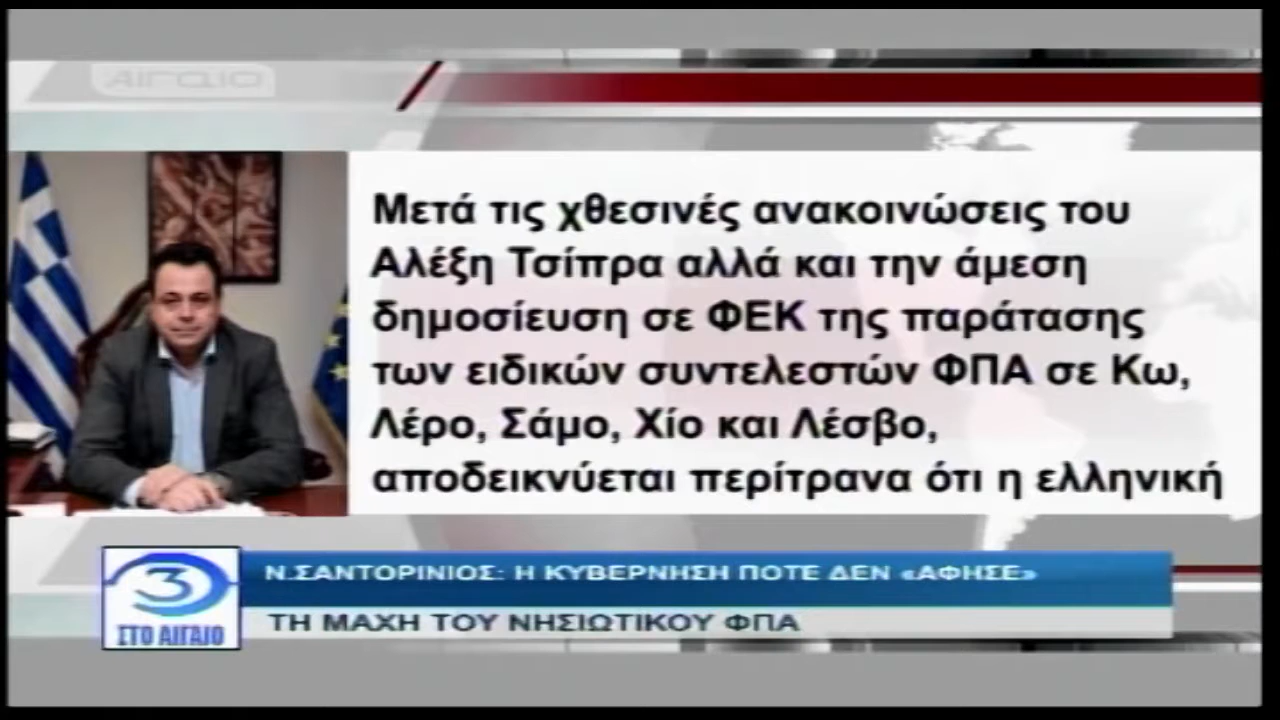 ΑΙΓΑΙΟ
Μετά τις χθεσινές ανακοινώσεις του
Αλέξη Τσίπρα αλλά και την άμεση
δημοσίευση σε ΦΕΚ της παράτασης
των ειδικών συντελεστών ΦΠΑ σε Κω,
Λέρο, Σάμο, Χίο και Λέσβο,
αποδεικνύεται περίτρανα ότι η ελληνική
3
ΣΤΟ ΑΙΓΑΙΟ
Ν.ΣΑΝΤΟΡΙΝΙΟΣ: Η ΚΥΒΕΡΝΗΣΗ ΠΟΤΕ ΔΕΝ «ΑΦΗΣΕ»
ΤΗ ΜΑΧΗ ΤΟΥ ΝΗΣΙΩΤΙΚΟΥ ΦΠΑ